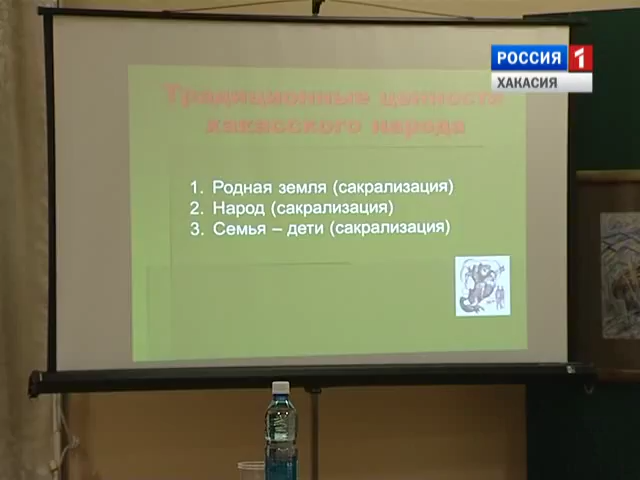 РОССИЯ 1
ХАКАСИЯ
Традиционные ценности
хакасского народа
1. Родная земля (сакрализация)
2. Народ (сакрализация)
3. Семья – дети (сакрализация)